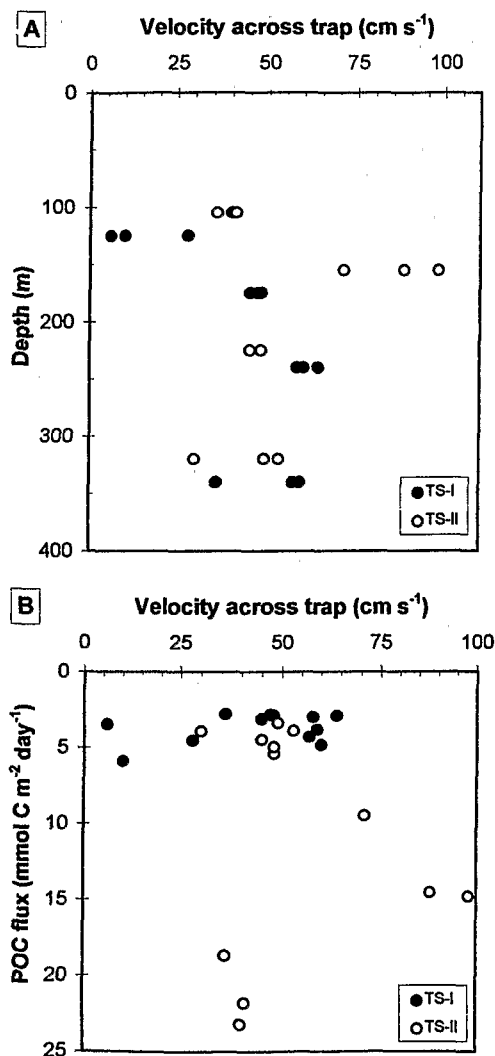 A
Velocity across trap (cm s⁻¹)
0 25 50 75 100
0
100
200
300
400
Depth (m)
TS-I
TS-II
B
Velocity across trap (cm s⁻¹)
0 25 50 75 100
0
5
10
15
20
25
POC flux (mmol C m⁻² day⁻¹)
TS-I
TS-II